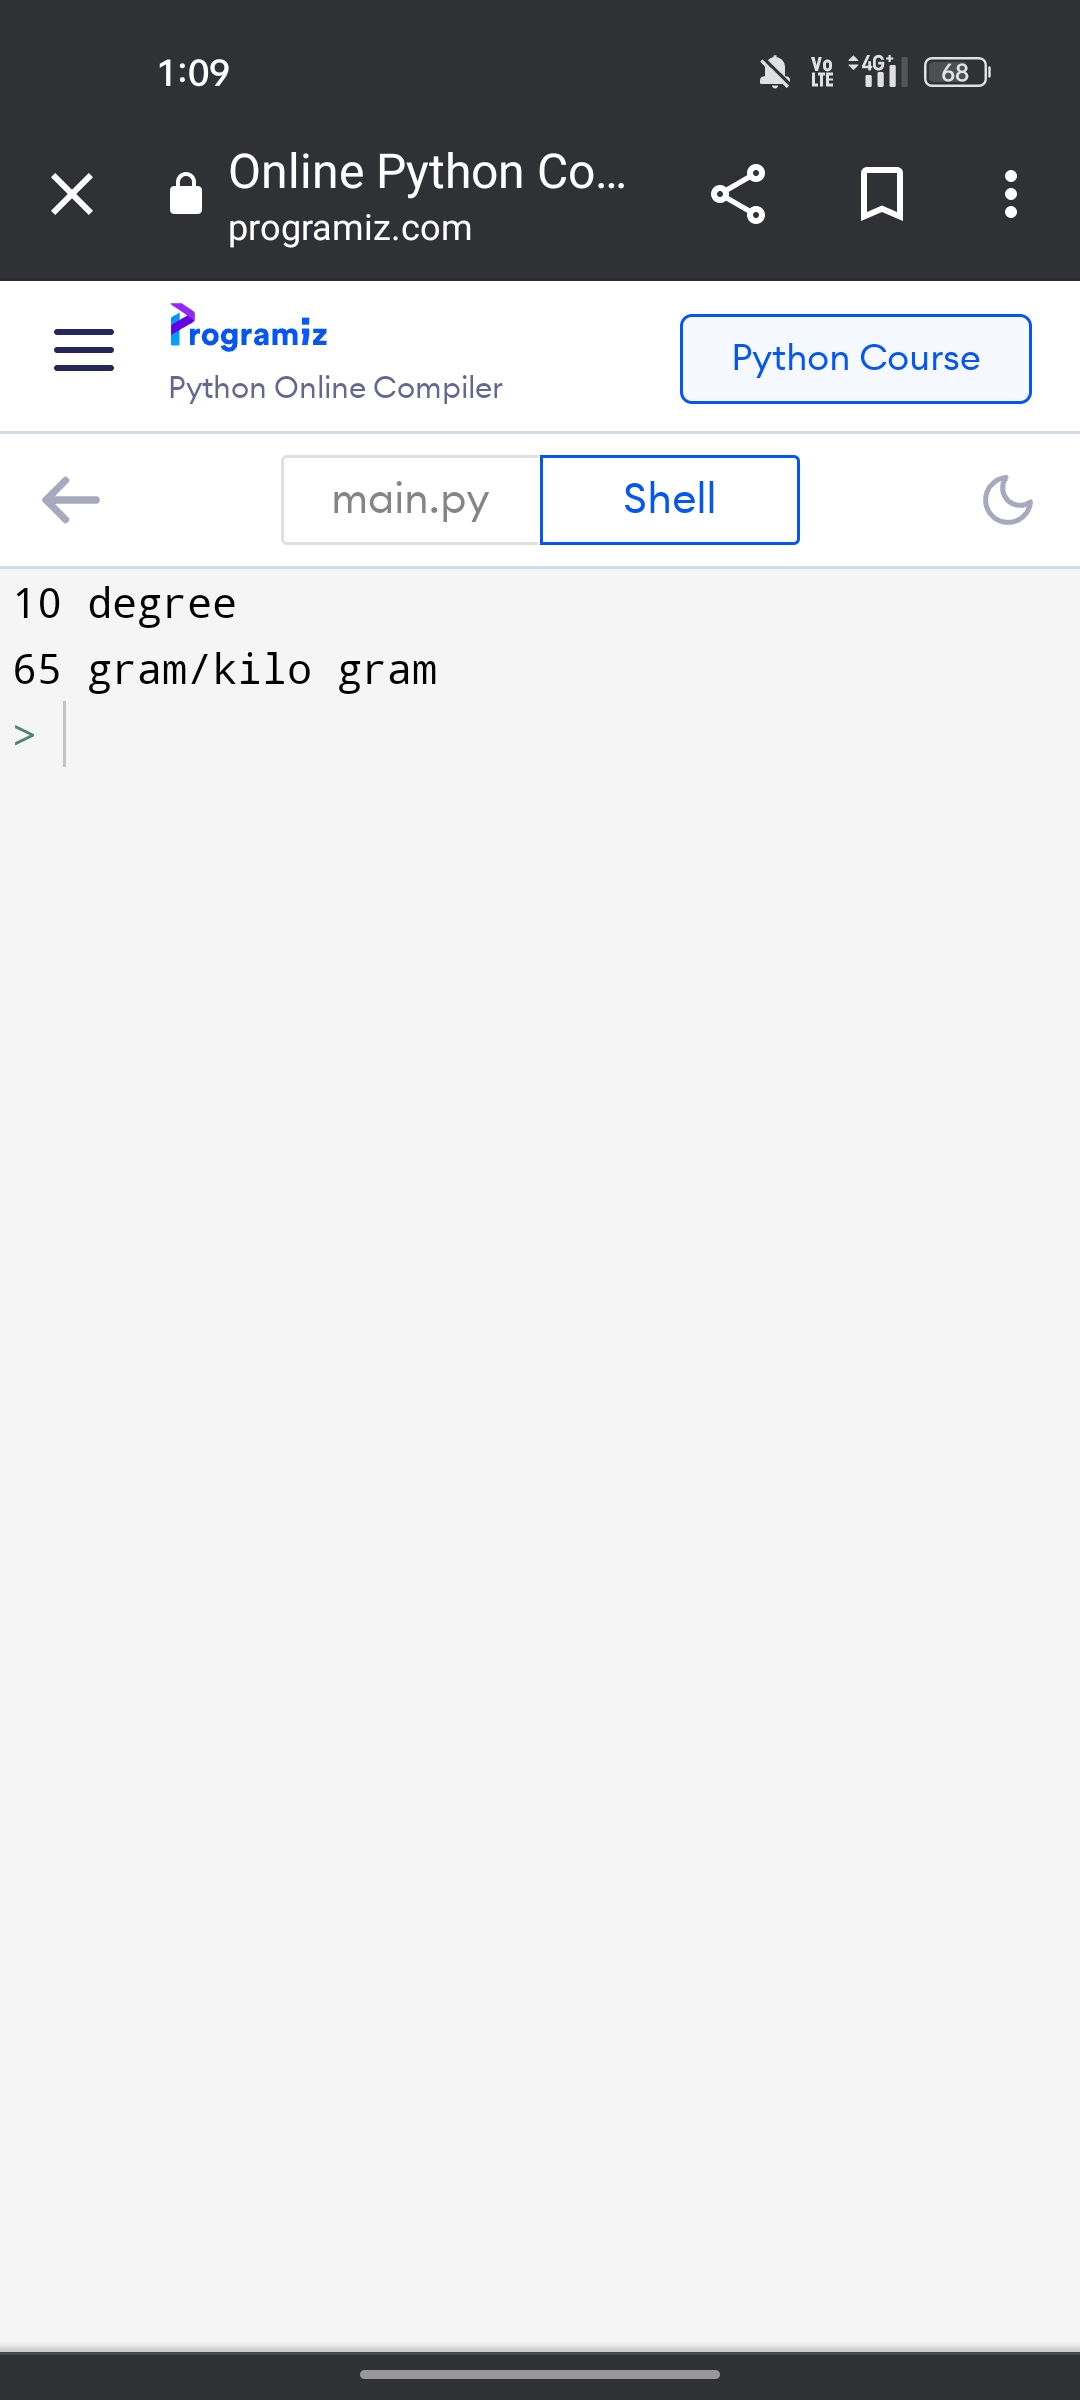 1:09
Vo LTE 4G+ 68
Online Python Co...
programiz.com
Programiz
Python Online Compiler
Python Course
main.py
Shell
10 degree
65 gram/kilo gram
>